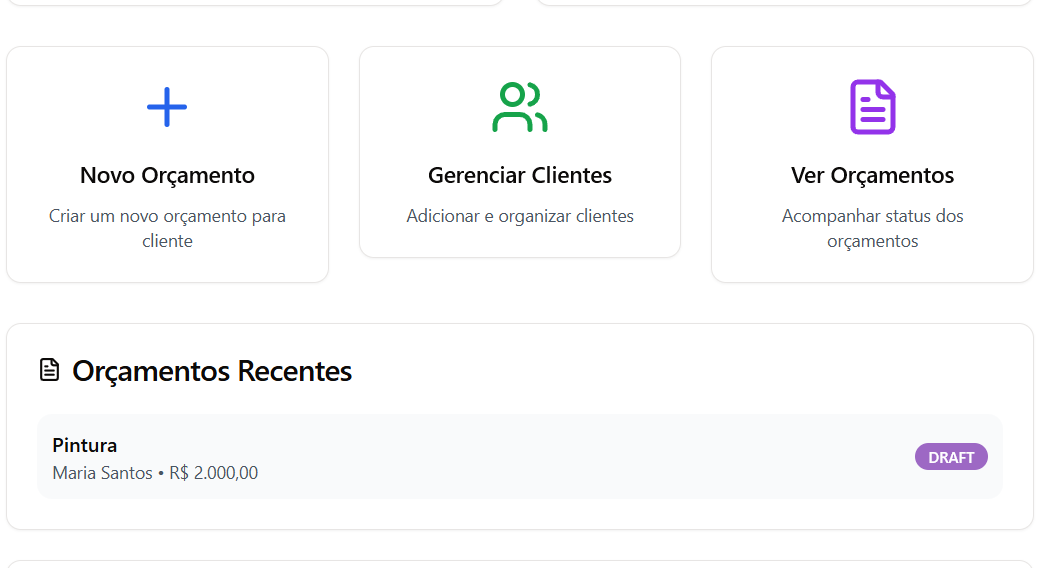 Novo Orçamento
Criar um novo orçamento para
cliente
Gerenciar Clientes
Adicionar e organizar clientes
Ver Orçamentos
Acompanhar status dos
orçamentos
Orçamentos Recentes
Pintura
Maria Santos • R$ 2.000,00
DRAFT